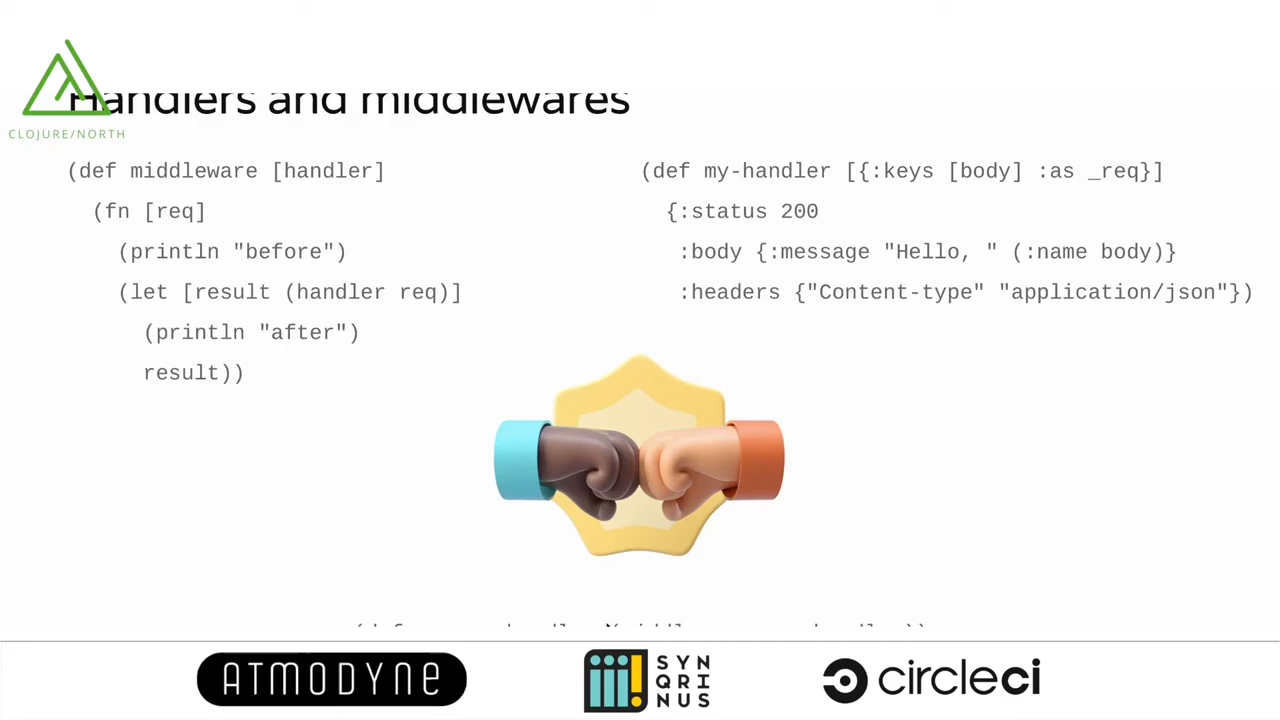 CLOJURE/NORTH
Handlers and middlewares
(def middleware [handler]
(fn [req]
(println "before")
(let [result (handler req)]
(println "after")
result))
(def my-handler [{:keys [body] :as _req}]
{:status 200
:body {:message "Hello, " (:name body)}
:headers {"Content-type" "application/json"})
ATMODYNE
SYN
QRI
NUS
circleci